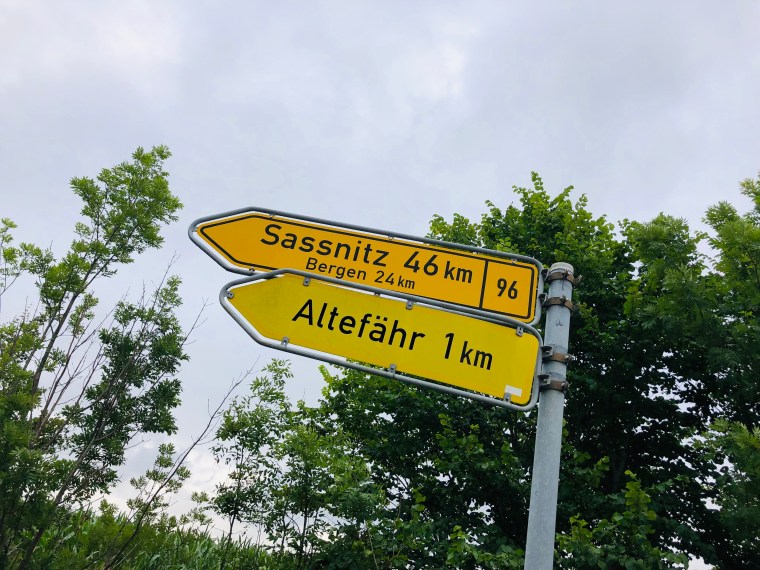 Sassnitz 46 km 96
Bergen 24 km
Altefähr 1 km